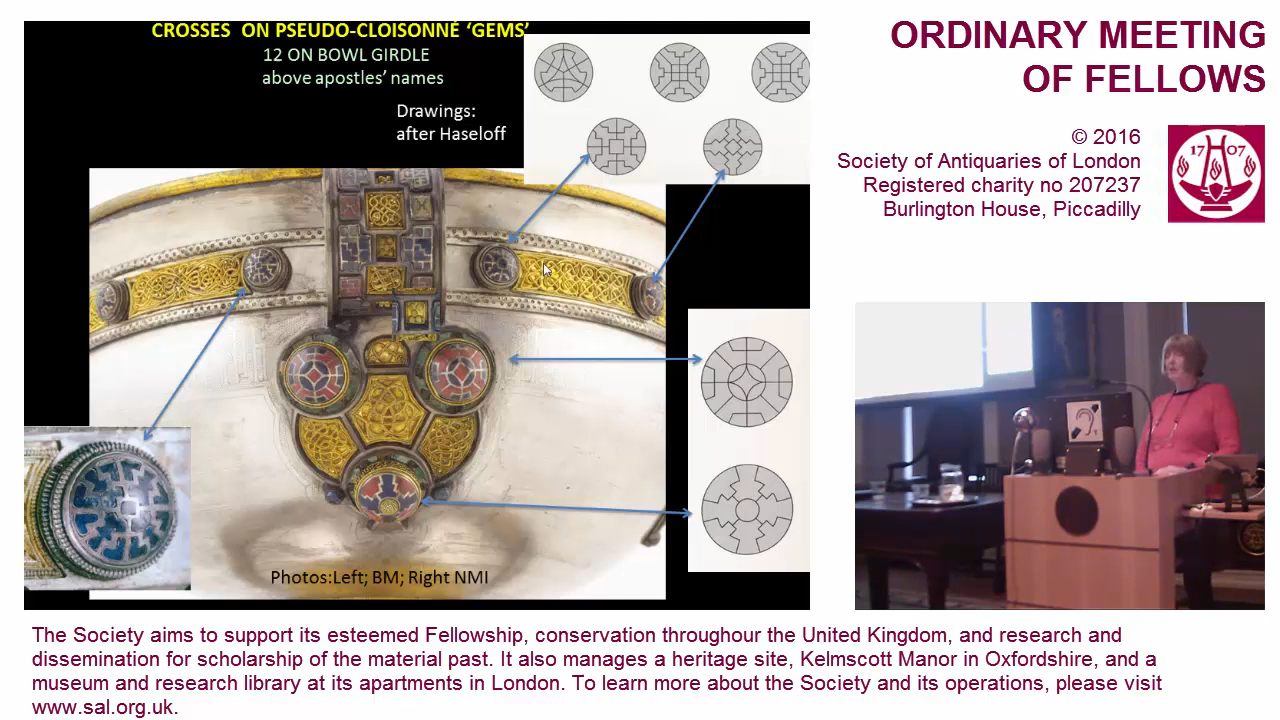 CROSSES ON PSEUDO-CLOISONNÉ ‘GEMS’
12 ON BOWL GIRDLE
above apostles’ names
Drawings:
after Haseloff
Photos:Left; BM; Right NMI
ORDINARY MEETING
OF FELLOWS
© 2016
Society of Antiquaries of London
Registered charity no 207237
Burlington House, Piccadilly
17 07
The Society aims to support its esteemed Fellowship, conservation throughour the United Kingdom, and research and
dissemination for scholarship of the material past. It also manages a heritage site, Kelmscott Manor in Oxfordshire, and a
museum and research library at its apartments in London. To learn more about the Society and its operations, please visit
www.sal.org.uk.